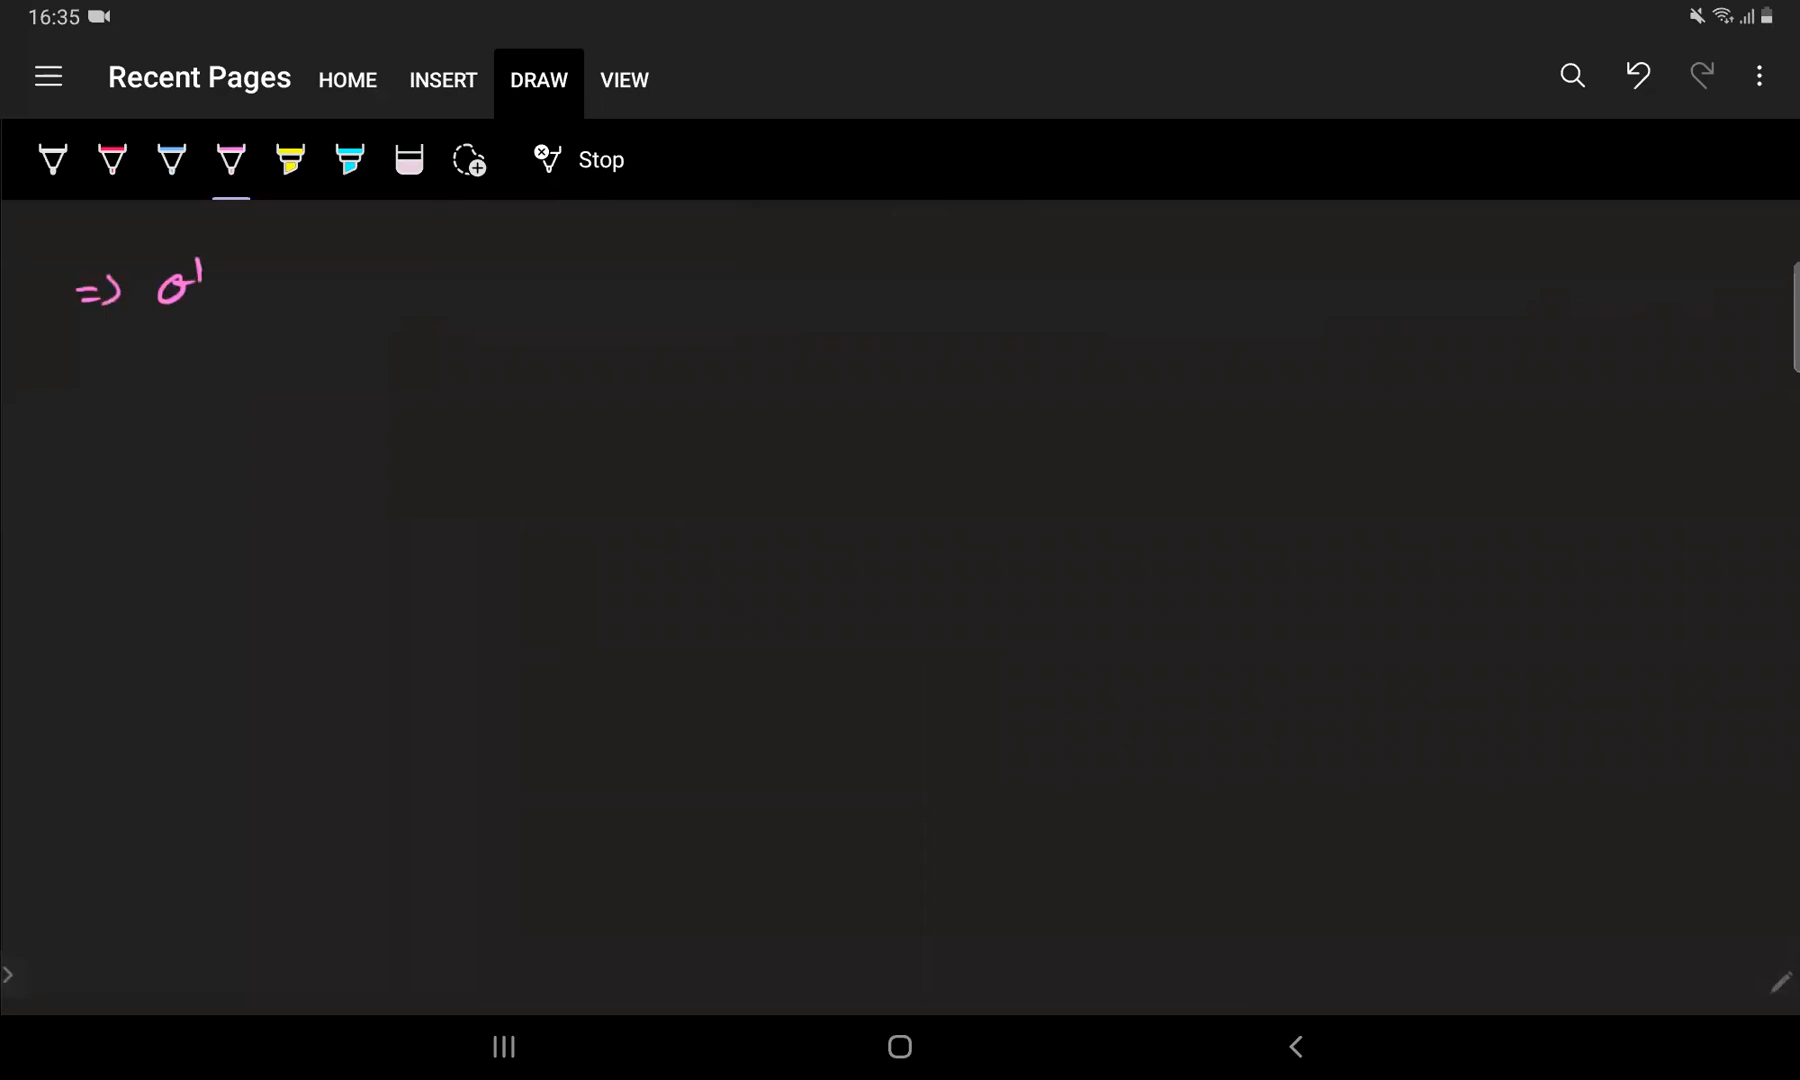 16:35
Recent Pages HOME INSERT DRAW VIEW
Stop
=> σ'